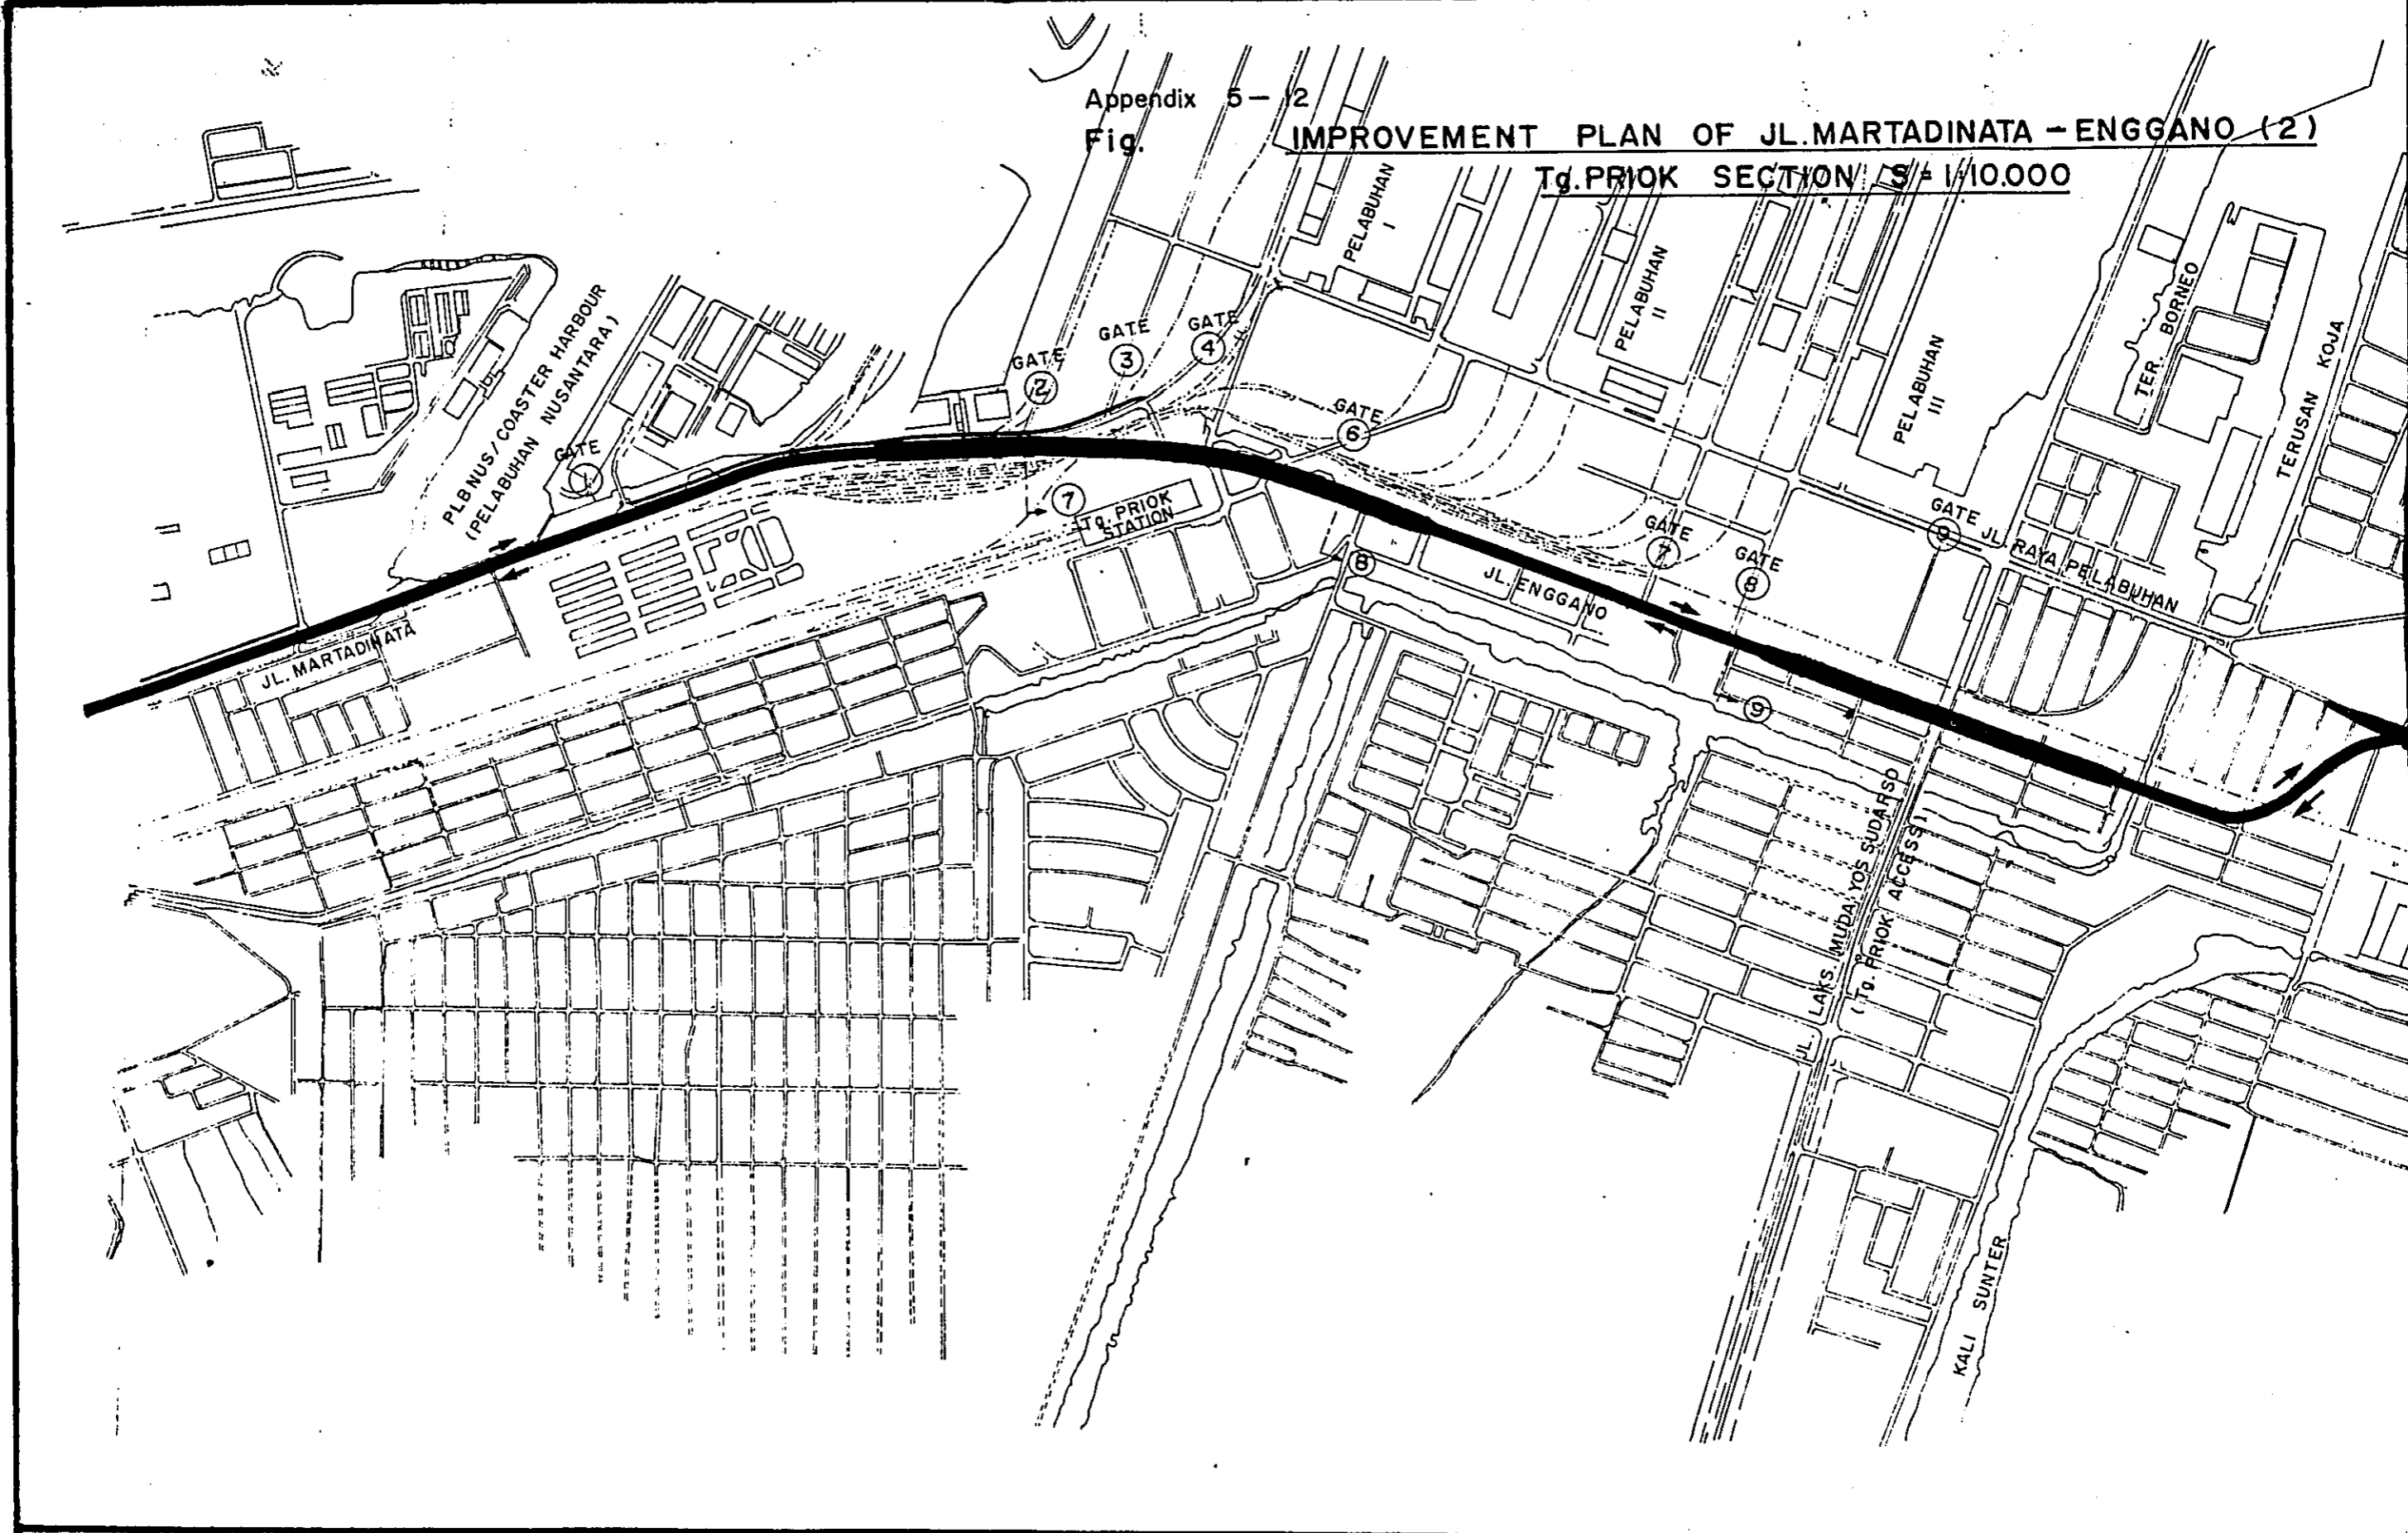 Appendix 5-12
Fig. IMPROVEMENT PLAN OF JL.MARTADINATA - ENGGANO (2)
Tg.PRIOK SECTION S=1:10.000
PELABUHAN
I
PELABUHAN
II
PELABUHAN
III
TER. BORNEO
TERUSAN KOJA
PLBNUS/COASTER HARBOUR
(PELABUHAN NUSANTARA)
GATE
1
GATE
2
GATE
3
GATE
4
GATE
6
GATE
7
GATE
8
GATE
9
JL. RAYA PELABUHAN
7
Tg. PRIOK
STATION
8
JL. ENGGANO
9
JL. MARTADINATA
JL. LAKS. MUDA YOS SUDARSO
(Tg. PRIOK ACCESS)
KALI SUNTER